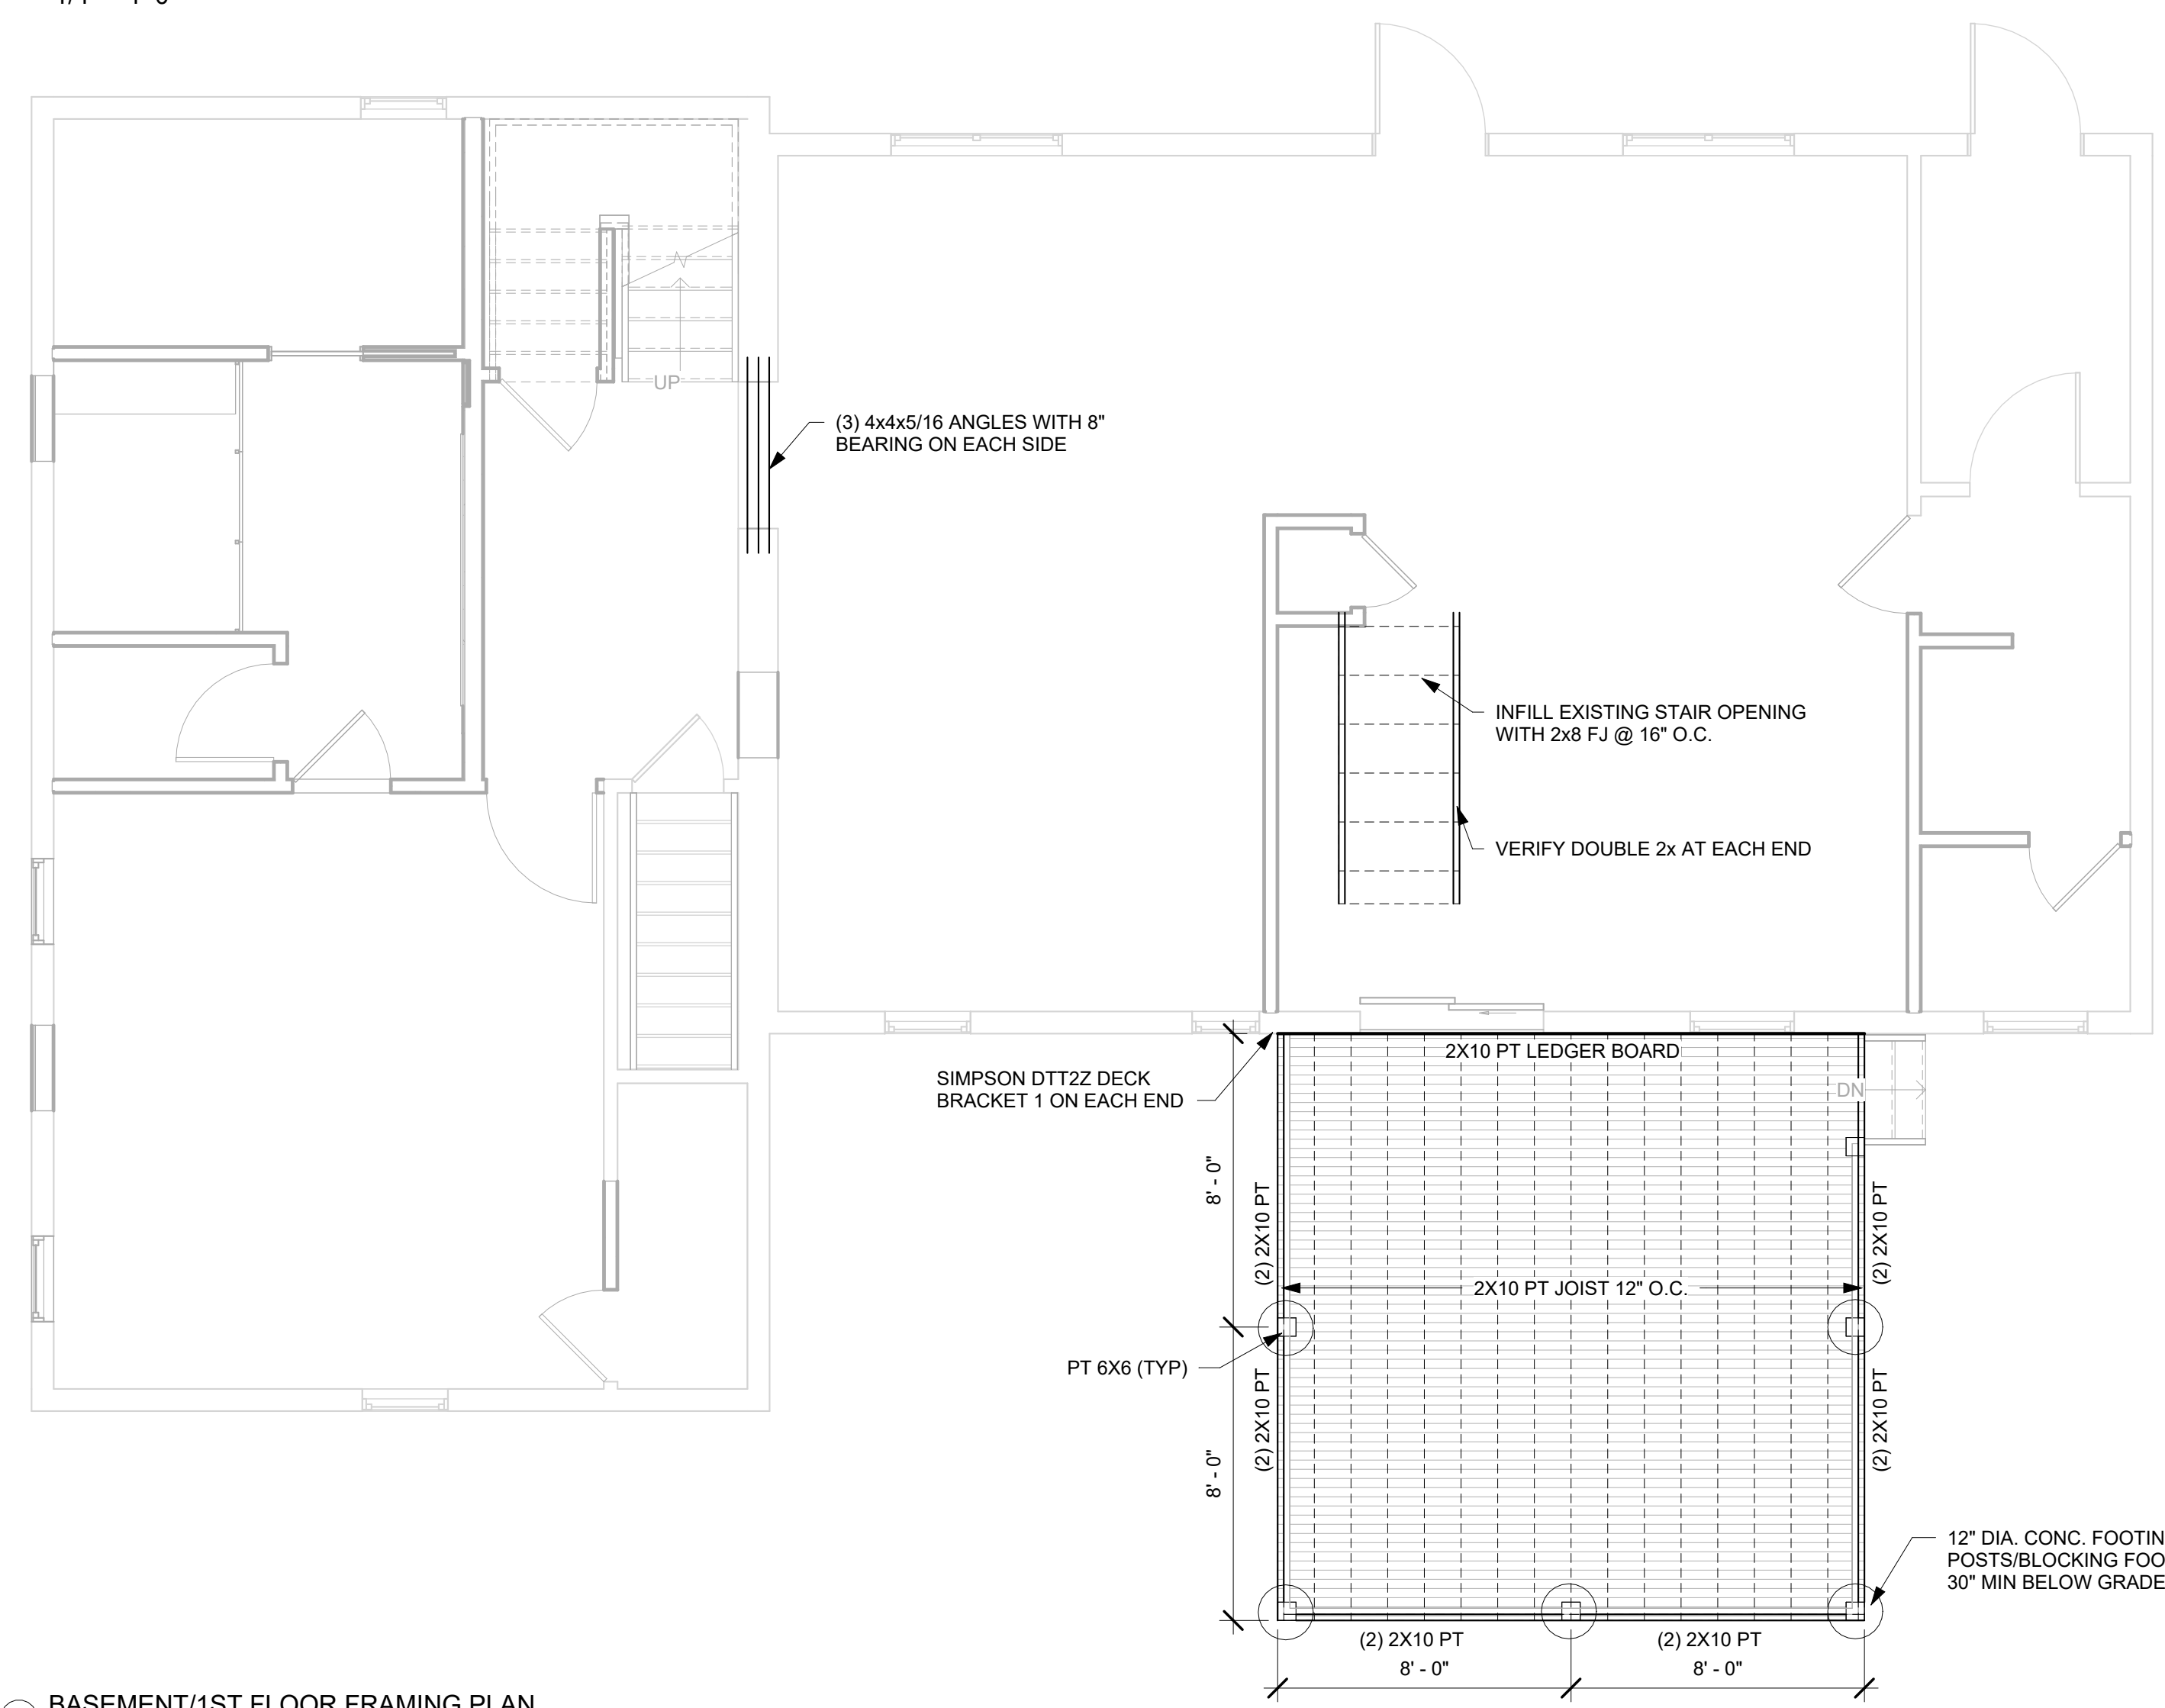 UP
(3) 4x4x5/16 ANGLES WITH 8"
BEARING ON EACH SIDE
INFILL EXISTING STAIR OPENING
WITH 2x8 FJ @ 16" O.C.
VERIFY DOUBLE 2x AT EACH END
2X10 PT LEDGER BOARD
SIMPSON DTT2Z DECK
BRACKET 1 ON EACH END
DN
8' - 0"
(2) 2X10 PT
(2) 2X10 PT
2X10 PT JOIST 12" O.C.
PT 6X6 (TYP)
8' - 0"
(2) 2X10 PT
(2) 2X10 PT
12" DIA. CONC. FOOTIN
POSTS/BLOCKING FOO
30" MIN BELOW GRADE
(2) 2X10 PT
(2) 2X10 PT
8' - 0"
8' - 0"
BASEMENT/1ST FLOOR FRAMING PLAN